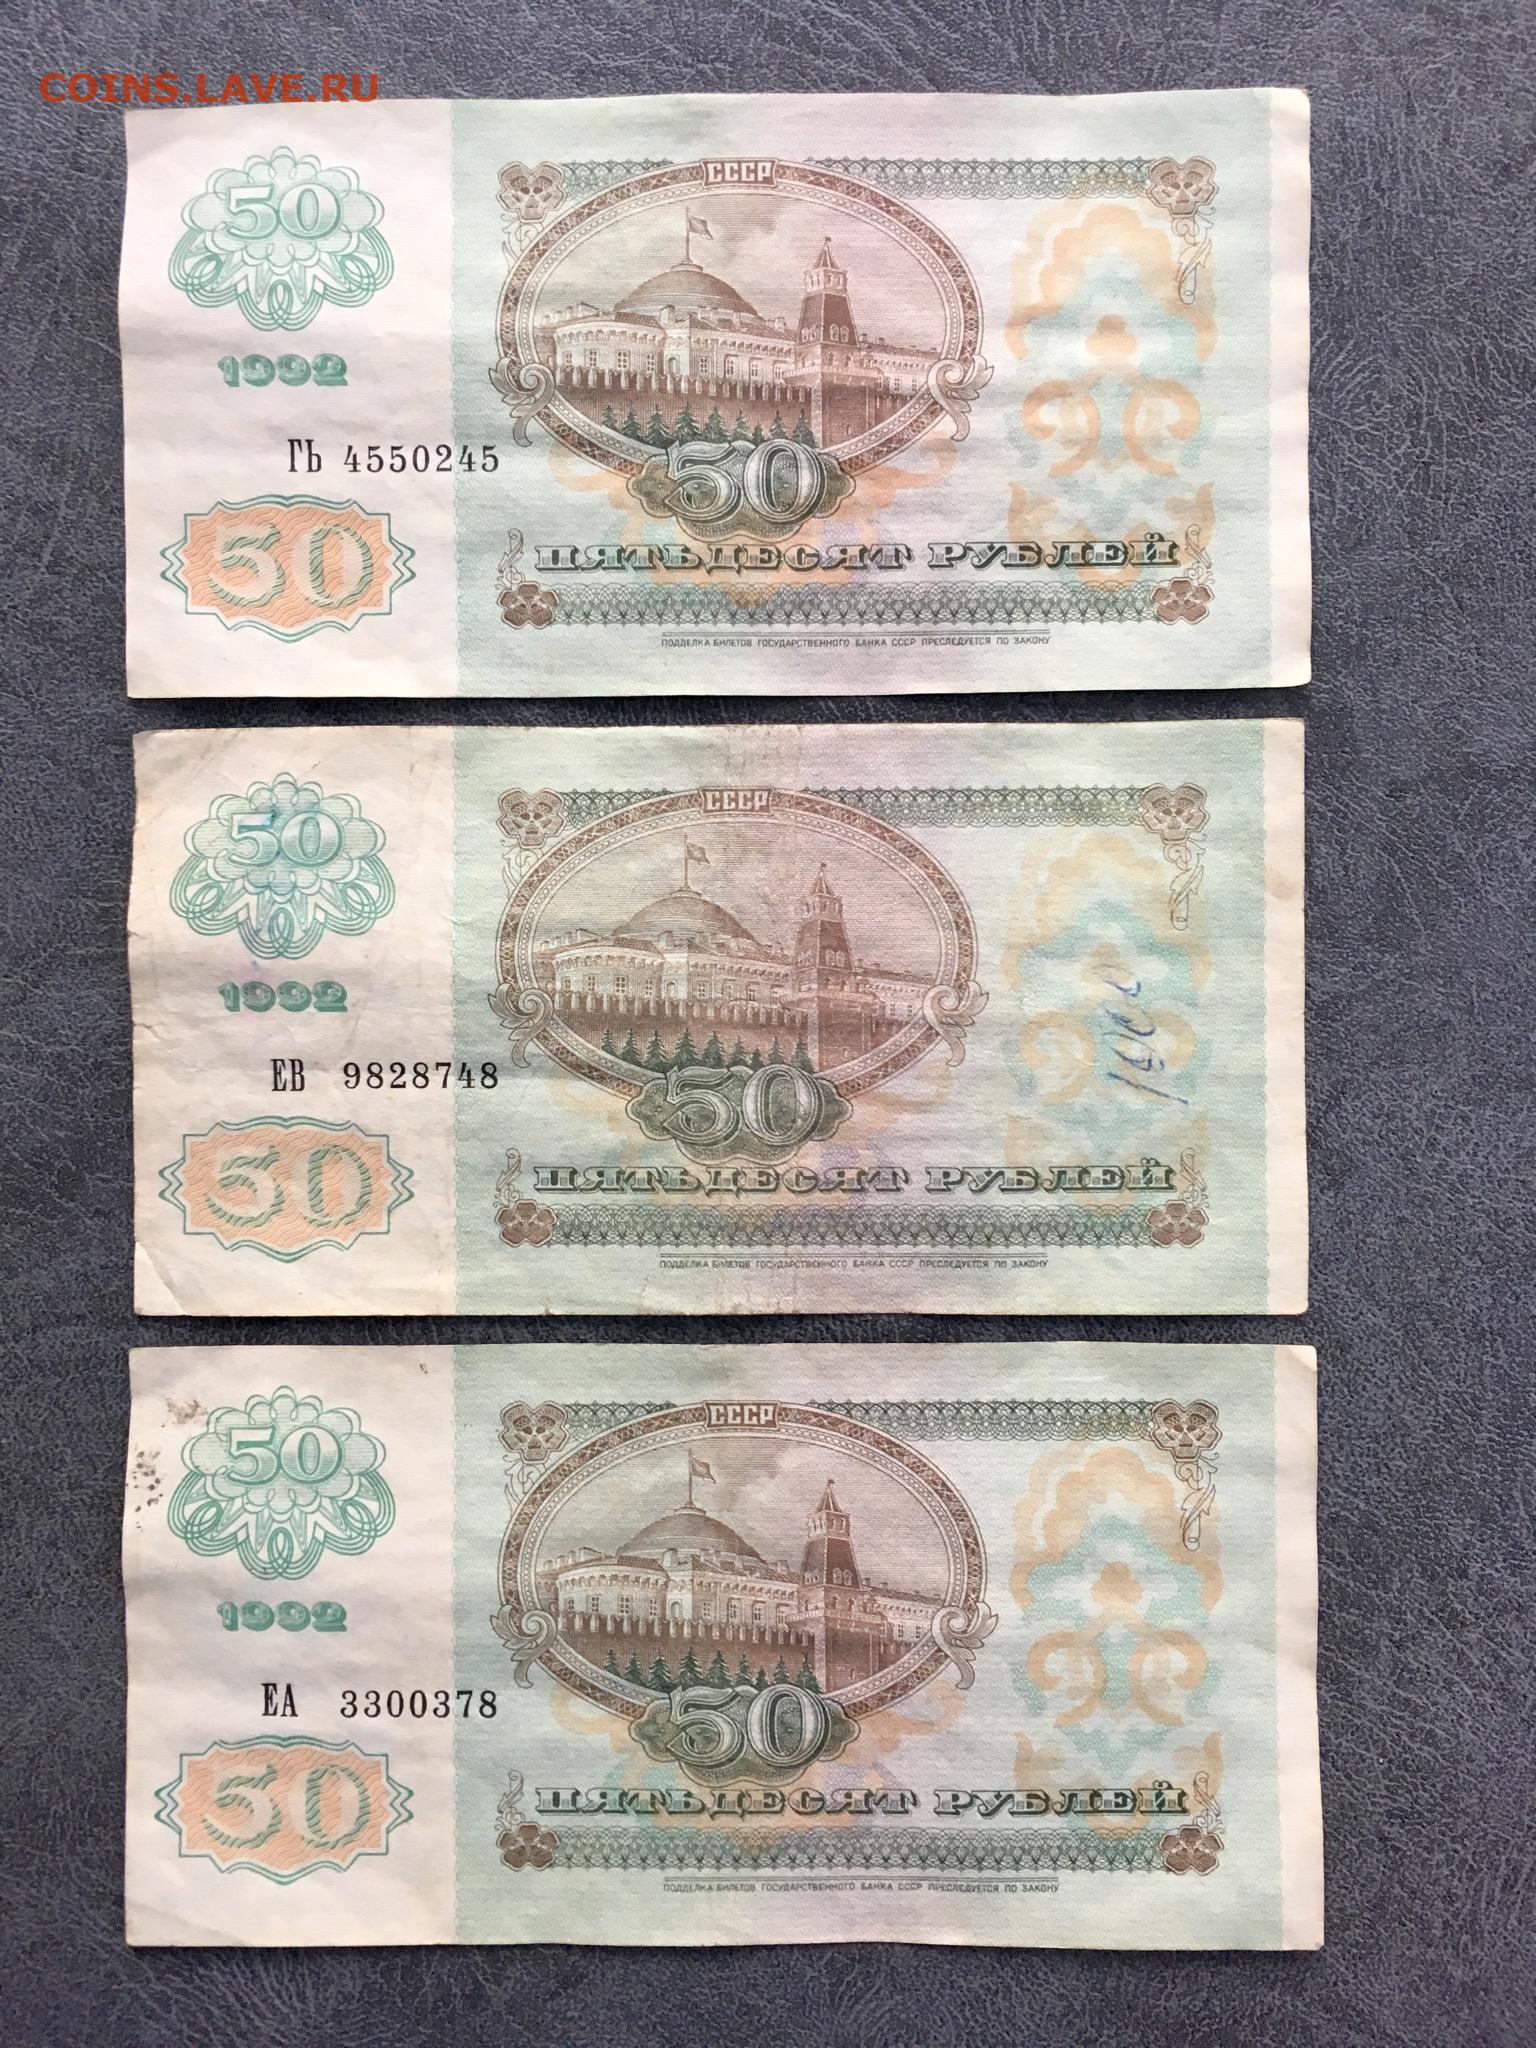 COINS.LAVE.RU
СССР
50
1992
ГЬ 4550245
50
50
ПЯТЬДЕСЯТ РУБЛЕЙ
ПОДДЕЛКА БИЛЕТОВ ГОСУДАРСТВЕННОГО БАНКА СССР ПРЕСЛЕДУЕТСЯ ПО ЗАКОНУ
СССР
50
1992
ЕВ 9828748
50
50
ПЯТЬДЕСЯТ РУБЛЕЙ
ПОДДЕЛКА БИЛЕТОВ ГОСУДАРСТВЕННОГО БАНКА СССР ПРЕСЛЕДУЕТСЯ ПО ЗАКОНУ
СССР
50
1992
ЕА 3300378
50
50
ПЯТЬДЕСЯТ РУБЛЕЙ
ПОДДЕЛКА БИЛЕТОВ ГОСУДАРСТВЕННОГО БАНКА СССР ПРЕСЛЕДУЕТСЯ ПО ЗАКОНУ